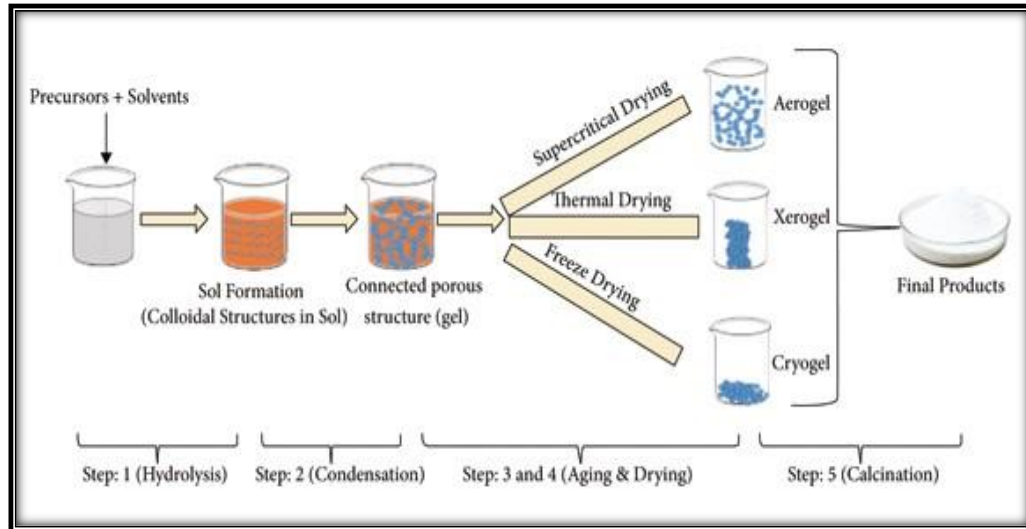 Precursors + Solvents
Sol Formation
(Colloidal Structures in Sol)
Connected porous
structure (gel)
Supercritical Drying
Thermal Drying
Freeze Drying
Aerogel
Xerogel
Cryogel
Final Products
Step: 1 (Hydrolysis)
Step: 2 (Condensation)
Step: 3 and 4 (Aging & Drying)
Step: 5 (Calcination)